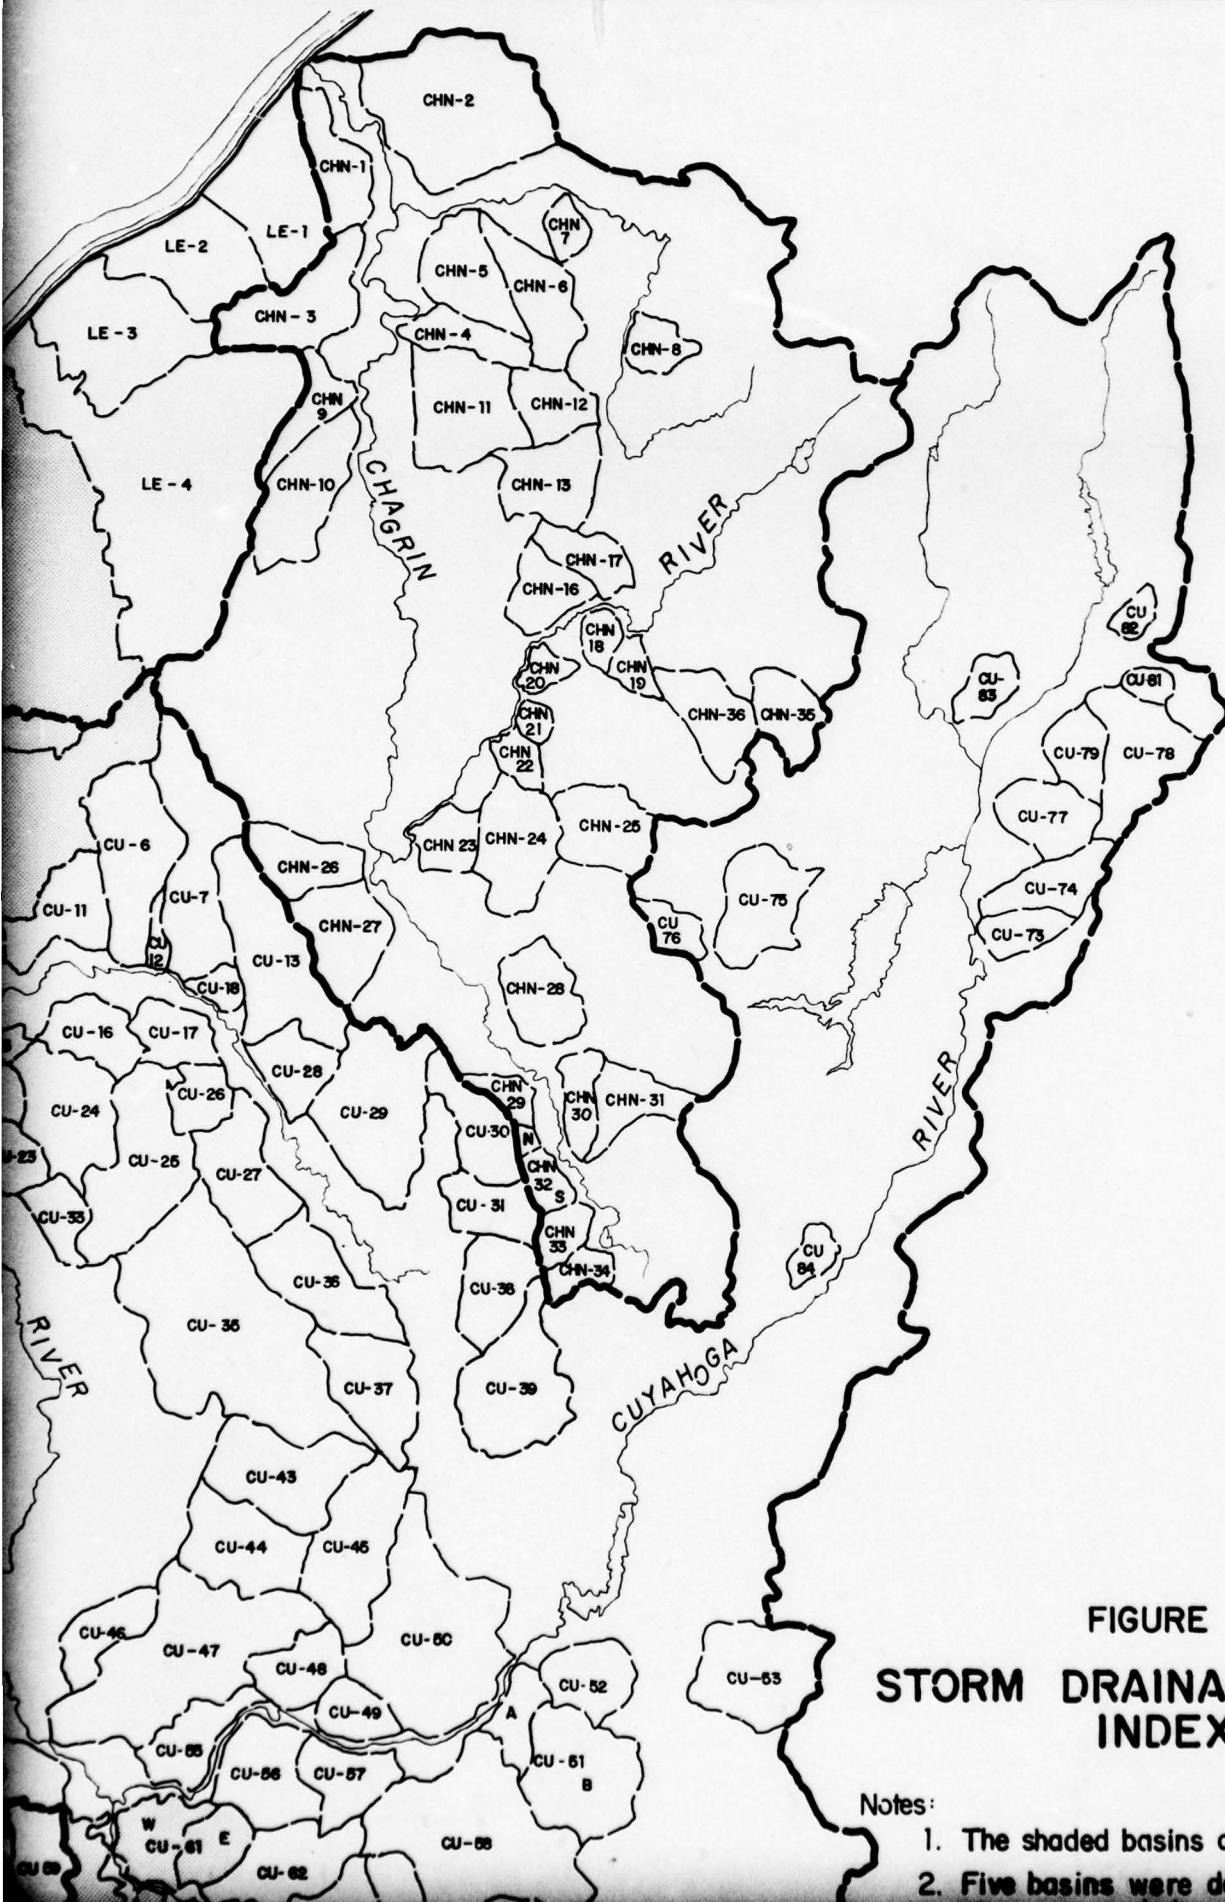 CHN-2
CHN-1
LE-1
LE-2
CHN
7
CHN-5
CHN-6
CHN-3
LE-3
CHN-4
CHN-8
CHN
9
CHN-11
CHN-12
LE-4
CHN-10
CHN-13
CHAGRIN
RIVER
CHN-17
CHN-16
CU
82
CHN
18
CHN
19
CHN
20
CU-
83
CU-81
CHN
21
CHN-36
CHN-35
CHN
22
CU-79
CU-78
CHN-25
CU-77
CHN 23
CHN-24
CU-6
CHN-26
CU-7
CU-74
CU-75
CU-11
CHN-27
CU
76
CU-73
CU
12
CU-13
CU-18
CHN-28
CU-16
CU-17
CU-28
CHN
29
CU-26
CHN
30
CHN-31
CU-24
CU-29
CU-30
N
RIVER
CU-25
CU-27
CHN
32
S
CU-31
CU-33
CHN
33
CU
84
CHN-34
CU-36
CU-38
CU-35
RIVER
CU-37
CU-39
CUYAHOGA
CU-43
CU-44
CU-45
CU-46
CU-47
CU-50
CU-48
CU-52
CU-53
CU-49
A
CU-55
CU-56
CU-57
CU-51
B
W
CU-61
E
CU-58
CU-62
FIGURE
STORM DRAINA
INDEX
Notes:
1. The shaded basins
2. Five basins were d